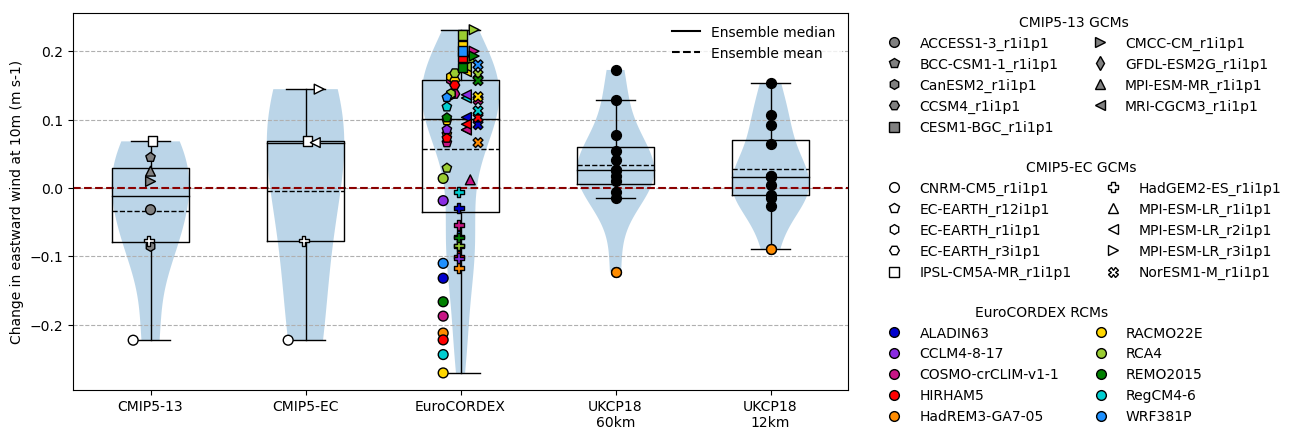 Change in eastward wind at 10m (m s-1)
0.2
0.1
0.0
−0.1
−0.2
CMIP5-13
CMIP5-EC
EuroCORDEX
UKCP18
60km
UKCP18
12km
Ensemble median
Ensemble mean
CMIP5-13 GCMs
ACCESS1-3_r1i1p1
BCC-CSM1-1_r1i1p1
CanESM2_r1i1p1
CCSM4_r1i1p1
CESM1-BGC_r1i1p1
CMCC-CM_r1i1p1
GFDL-ESM2G_r1i1p1
MPI-ESM-MR_r1i1p1
MRI-CGCM3_r1i1p1
CMIP5-EC GCMs
CNRM-CM5_r1i1p1
EC-EARTH_r12i1p1
EC-EARTH_r1i1p1
EC-EARTH_r3i1p1
IPSL-CM5A-MR_r1i1p1
HadGEM2-ES_r1i1p1
MPI-ESM-LR_r1i1p1
MPI-ESM-LR_r2i1p1
MPI-ESM-LR_r3i1p1
NorESM1-M_r1i1p1
EuroCORDEX RCMs
ALADIN63
CCLM4-8-17
COSMO-crCLIM-v1-1
HIRHAM5
HadREM3-GA7-05
RACMO22E
RCA4
REMO2015
RegCM4-6
WRF381P